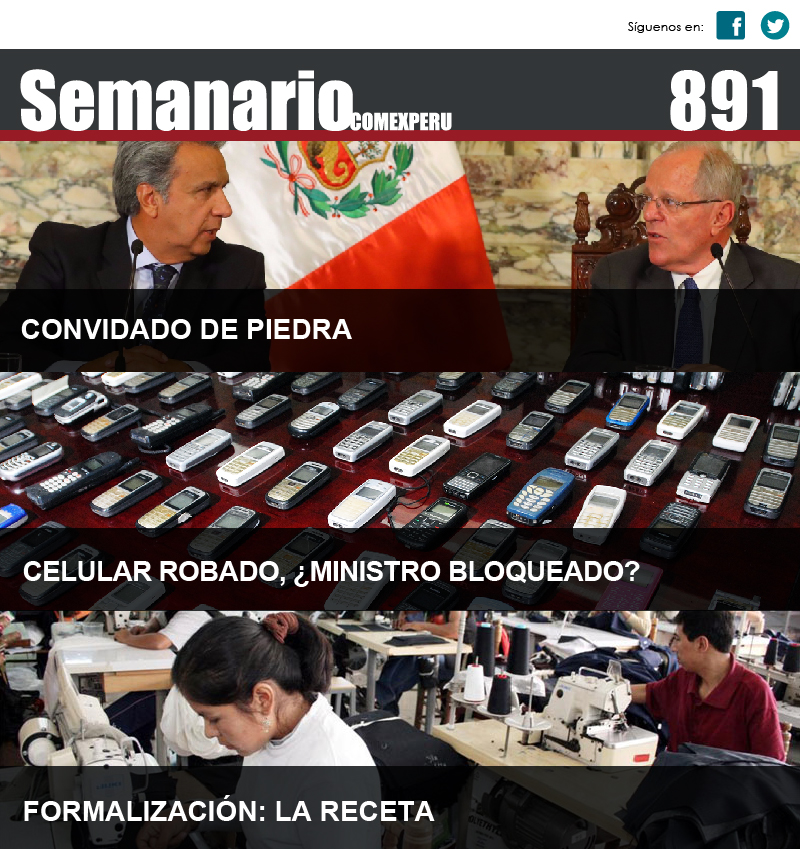 Síguenos en:
Semanario COMEXPERU 891
CONVIDADO DE PIEDRA
CELULAR ROBADO, ¿MINISTRO BLOQUEADO?
FORMALIZACIÓN: LA RECETA